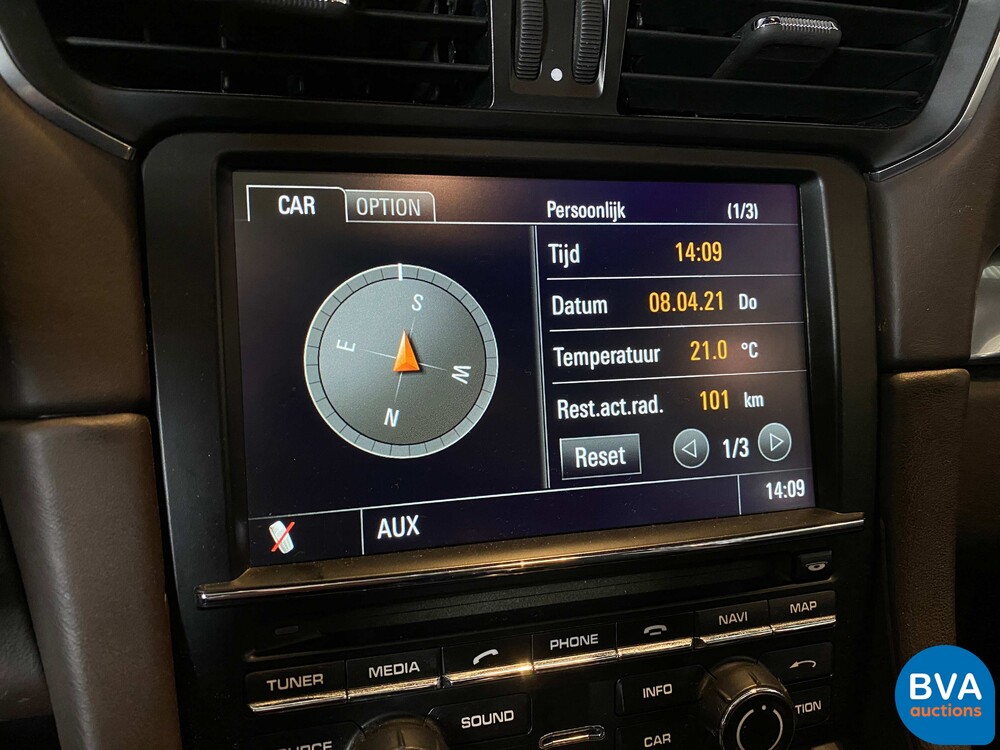 CAR OPTION Persoonlijk (1/3)
Tijd 14:09
Datum 08.04.21 Do
Temperatuur 21.0 °C
Rest.act.rad. 101 km
Reset 1/3
S
E
W
N
AUX 14:09
TUNER MEDIA PHONE NAVI MAP
SOUND INFO
CAR
BVA
auctions